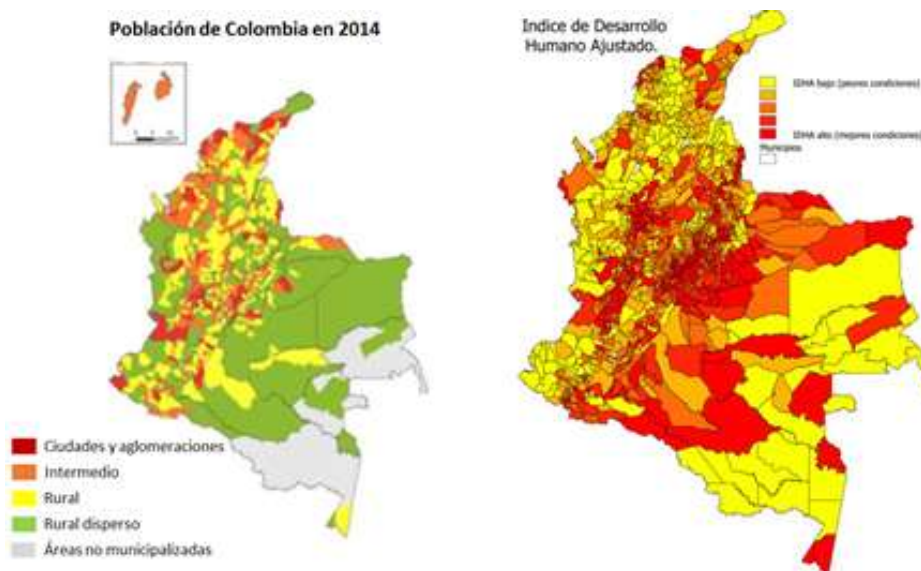 Población de Colombia en 2014
Ciudades y aglomeraciones
Intermedio
Rural
Rural disperso
Áreas no municipalizadas
Indice de Desarrollo
Humano Ajustado.
IDHA bajo (peores condiciones)
IDHA alto (mejores condiciones)
Municipios